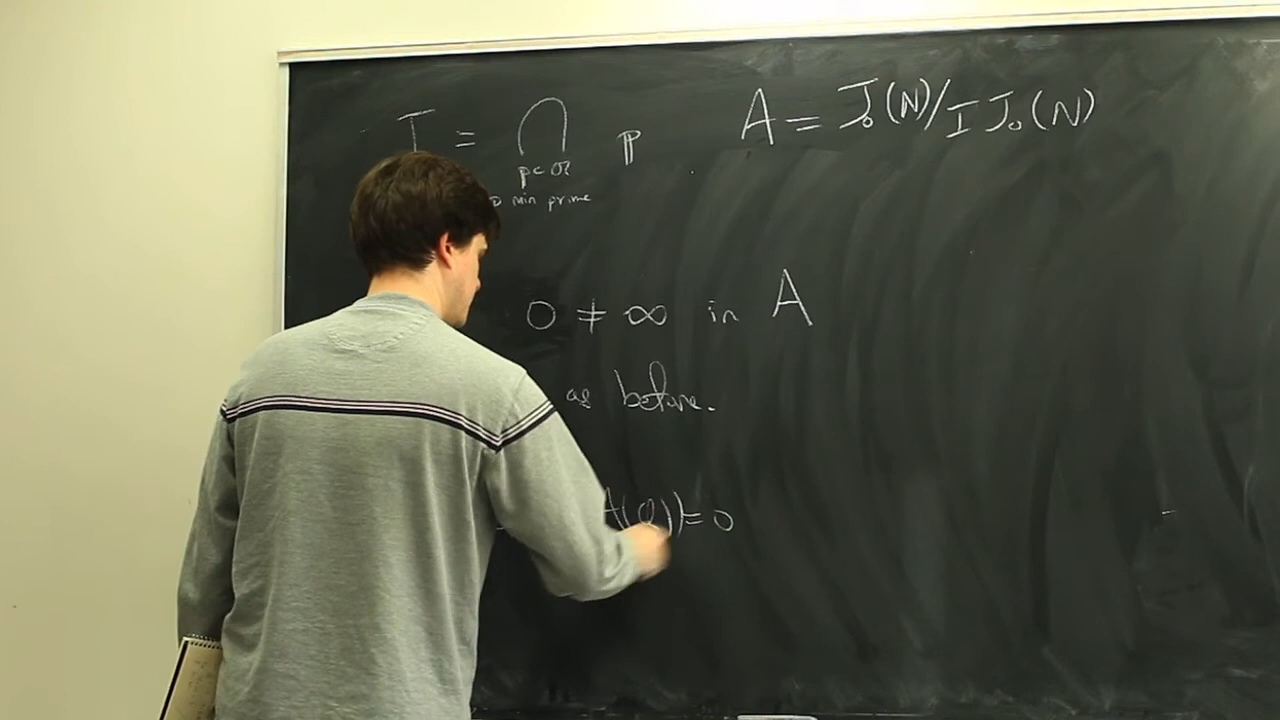 I = ⋂ 𝔭 A = J₀(N)/I J₀(N)
𝔭 ⊂ 𝔞
min prime
0 ≠ ∞ in A
as before.
A(Q)) = 0